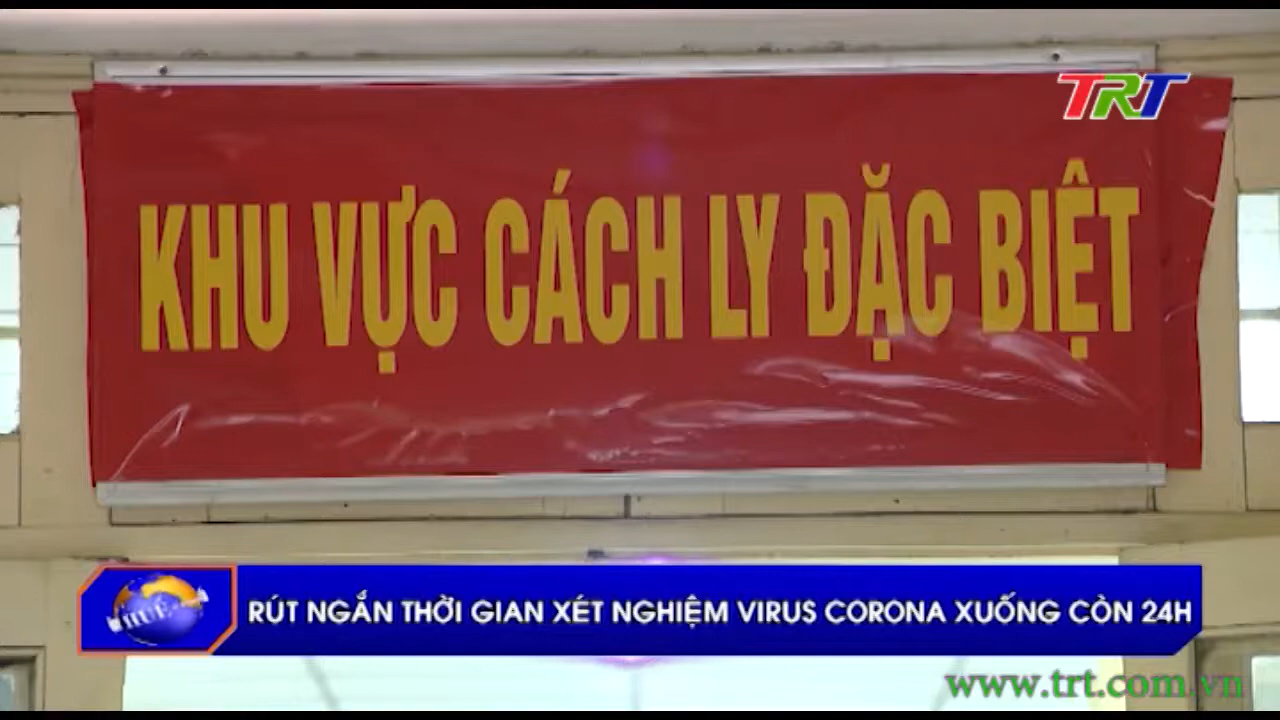 TRT
KHU VỰC CÁCH LY ĐẶC BIỆT
HUẾ
RÚT NGẮN THỜI GIAN XÉT NGHIỆM VIRUS CORONA XUỐNG CÒN 24H
www.trt.com.vn